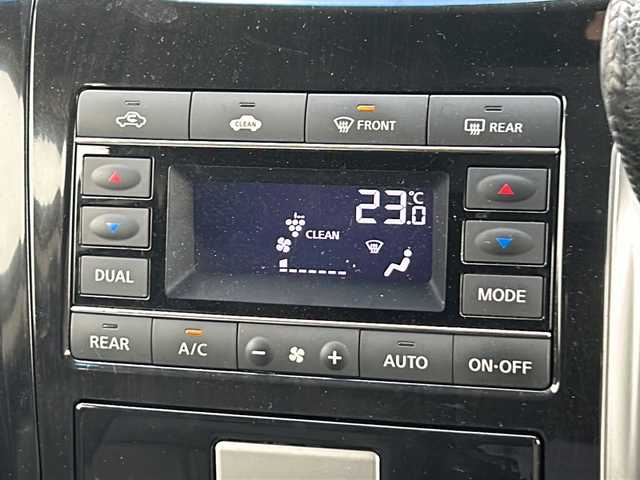 CLEAN FRONT REAR
23.0 °C
CLEAN
DUAL
MODE
REAR A/C - + AUTO ON·OFF